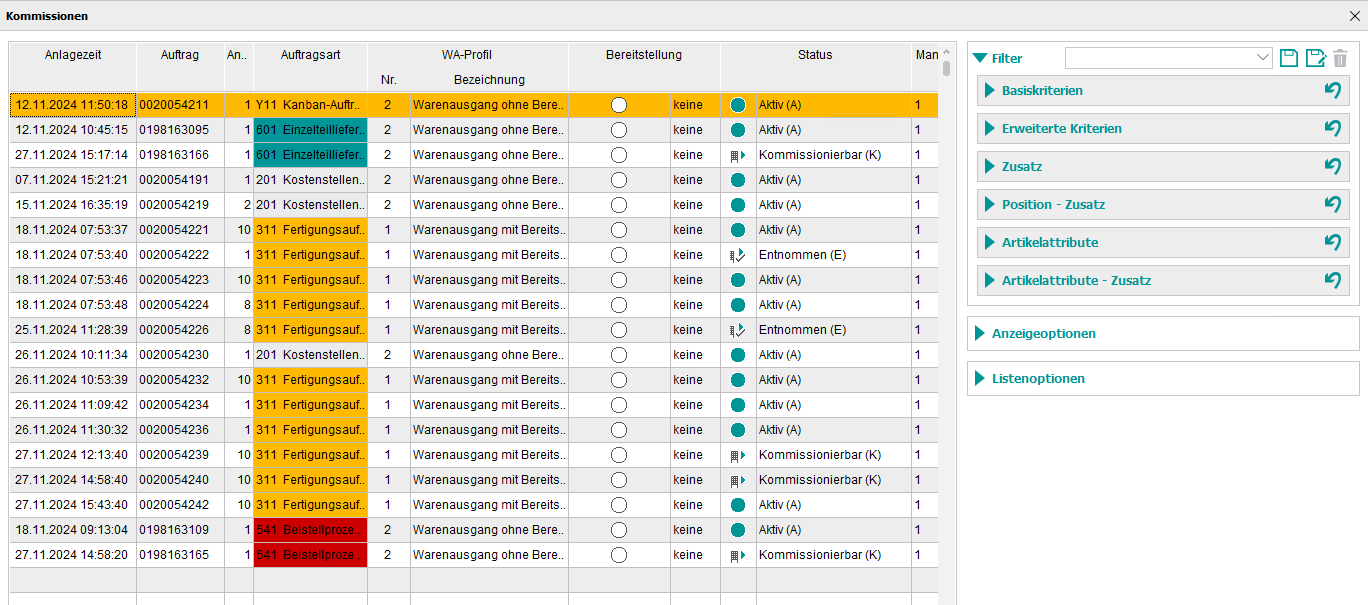 Kommissionen
Anlagezeit Auftrag An.. Auftragsart WA-Profil Bereitstellung Status Man
Nr. Bezeichnung
12.11.2024 11:50:18 0020054211 1 Y11 Kanban-Auftr.. 2 Warenausgang ohne Bere.. keine Aktiv (A) 1
12.11.2024 10:45:15 0198163095 1 601 Einzelteilliefer.. 2 Warenausgang ohne Bere.. keine Aktiv (A) 1
27.11.2024 15:17:14 0198163166 1 601 Einzelteilliefer.. 2 Warenausgang ohne Bere.. keine Kommissionierbar (K) 1
07.11.2024 15:21:21 0020054191 1 201 Kostenstellen.. 2 Warenausgang ohne Bere.. keine Aktiv (A) 1
15.11.2024 16:35:19 0020054219 2 201 Kostenstellen.. 2 Warenausgang ohne Bere.. keine Aktiv (A) 1
18.11.2024 07:53:37 0020054221 10 311 Fertigungsauf.. 1 Warenausgang mit Bereits.. keine Aktiv (A) 1
18.11.2024 07:53:40 0020054222 1 311 Fertigungsauf.. 1 Warenausgang mit Bereits.. keine Entnommen (E) 1
18.11.2024 07:53:46 0020054223 10 311 Fertigungsauf.. 1 Warenausgang mit Bereits.. keine Aktiv (A) 1
18.11.2024 07:53:48 0020054224 8 311 Fertigungsauf.. 1 Warenausgang mit Bereits.. keine Aktiv (A) 1
25.11.2024 11:28:39 0020054226 8 311 Fertigungsauf.. 1 Warenausgang mit Bereits.. keine Entnommen (E) 1
26.11.2024 10:11:34 0020054230 1 201 Kostenstellen.. 2 Warenausgang ohne Bere.. keine Aktiv (A) 1
26.11.2024 10:53:39 0020054232 10 311 Fertigungsauf.. 1 Warenausgang mit Bereits.. keine Aktiv (A) 1
26.11.2024 11:09:42 0020054234 1 311 Fertigungsauf.. 1 Warenausgang mit Bereits.. keine Aktiv (A) 1
26.11.2024 11:30:32 0020054236 1 311 Fertigungsauf.. 1 Warenausgang mit Bereits.. keine Aktiv (A) 1
27.11.2024 12:13:40 0020054239 10 311 Fertigungsauf.. 1 Warenausgang mit Bereits.. keine Kommissionierbar (K) 1
27.11.2024 14:58:40 0020054240 10 311 Fertigungsauf.. 1 Warenausgang mit Bereits.. keine Kommissionierbar (K) 1
27.11.2024 15:43:40 0020054242 10 311 Fertigungsauf.. 1 Warenausgang mit Bereits.. keine Aktiv (A) 1
18.11.2024 09:13:04 0198163109 1 541 Beistellproze.. 2 Warenausgang ohne Bere.. keine Aktiv (A) 1
27.11.2024 14:58:20 0198163165 1 541 Beistellproze.. 2 Warenausgang ohne Bere.. keine Kommissionierbar (K) 1
Filter
Basiskriterien
Erweiterte Kriterien
Zusatz
Position - Zusatz
Artikelattribute
Artikelattribute - Zusatz
Anzeigeoptionen
Listenoptionen